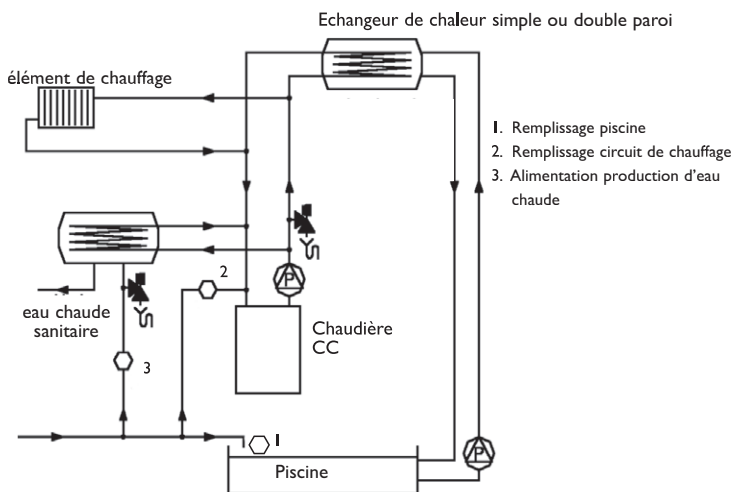 Echangeur de chaleur simple ou double paroi
élément de chauffage
1. Remplissage piscine
2. Remplissage circuit de chauffage
3. Alimentation production d'eau
chaude
2
P
eau chaude
sanitaire
Chaudière
CC
3
1
P
Piscine